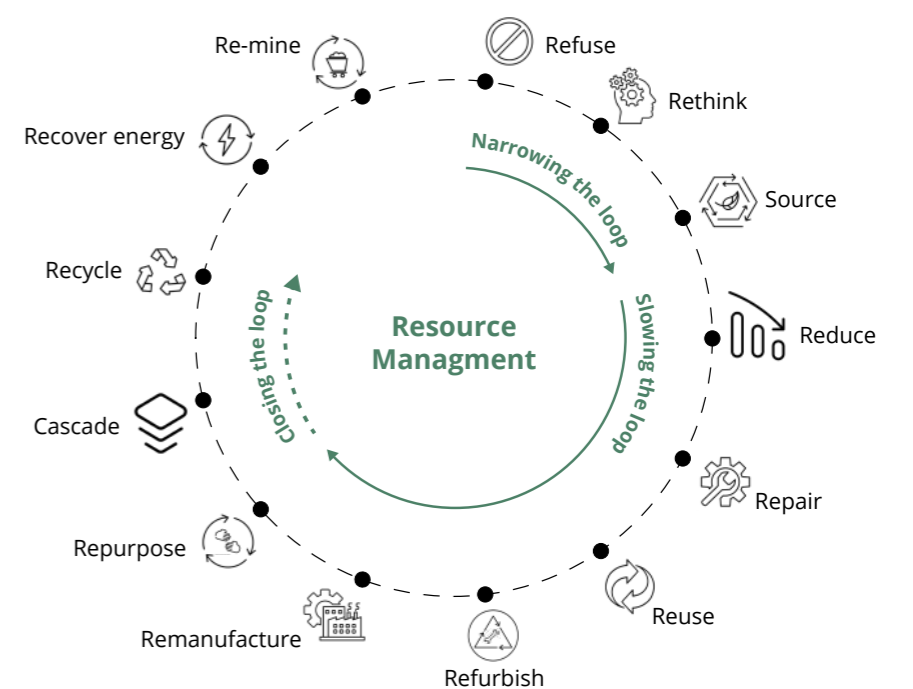 Re-mine
Refuse
Rethink
Recover energy
Narrowing the loop
Source
Recycle
Closing the loop
Resource
Managment
Slowing the loop
Reduce
Cascade
Repair
Repurpose
Reuse
Remanufacture
Refurbish